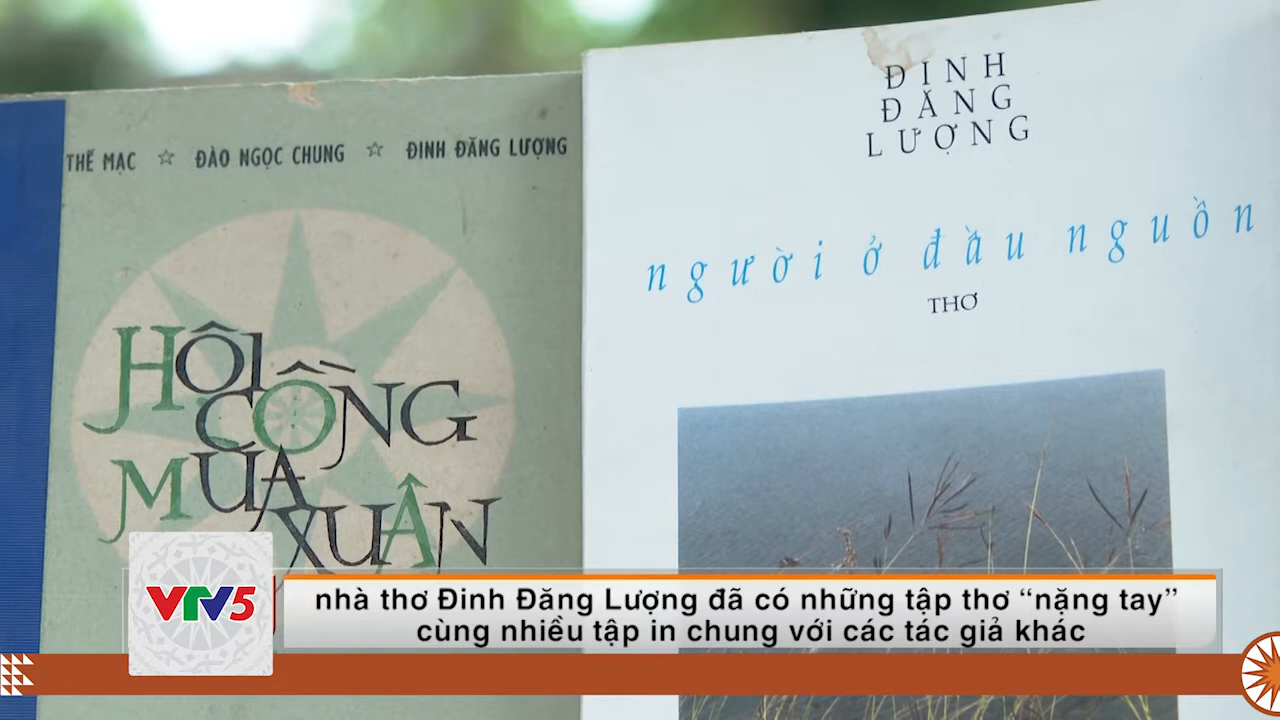 THẾ MẠC ☆ ĐÀO NGỌC CHUNG ☆ ĐINH ĐĂNG LƯỢNG
HỘI
CỒNG
MÙA
XUÂN
ĐINH
ĐĂNG
LƯỢNG
người ở đầu nguồn
THƠ
VTV5
nhà thơ Đinh Đăng Lượng đã có những tập thơ “nặng tay”
cùng nhiều tập in chung với các tác giả khác